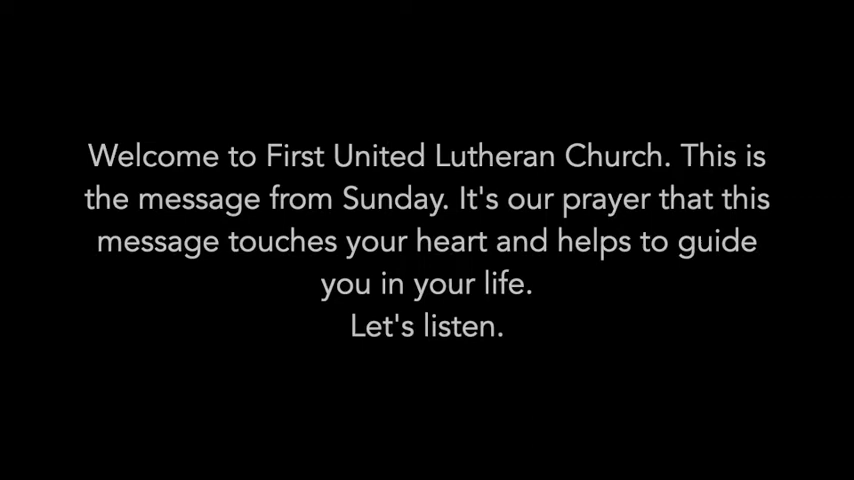 Welcome to First United Lutheran Church. This is
the message from Sunday. It's our prayer that this
message touches your heart and helps to guide
you in your life.
Let's listen.